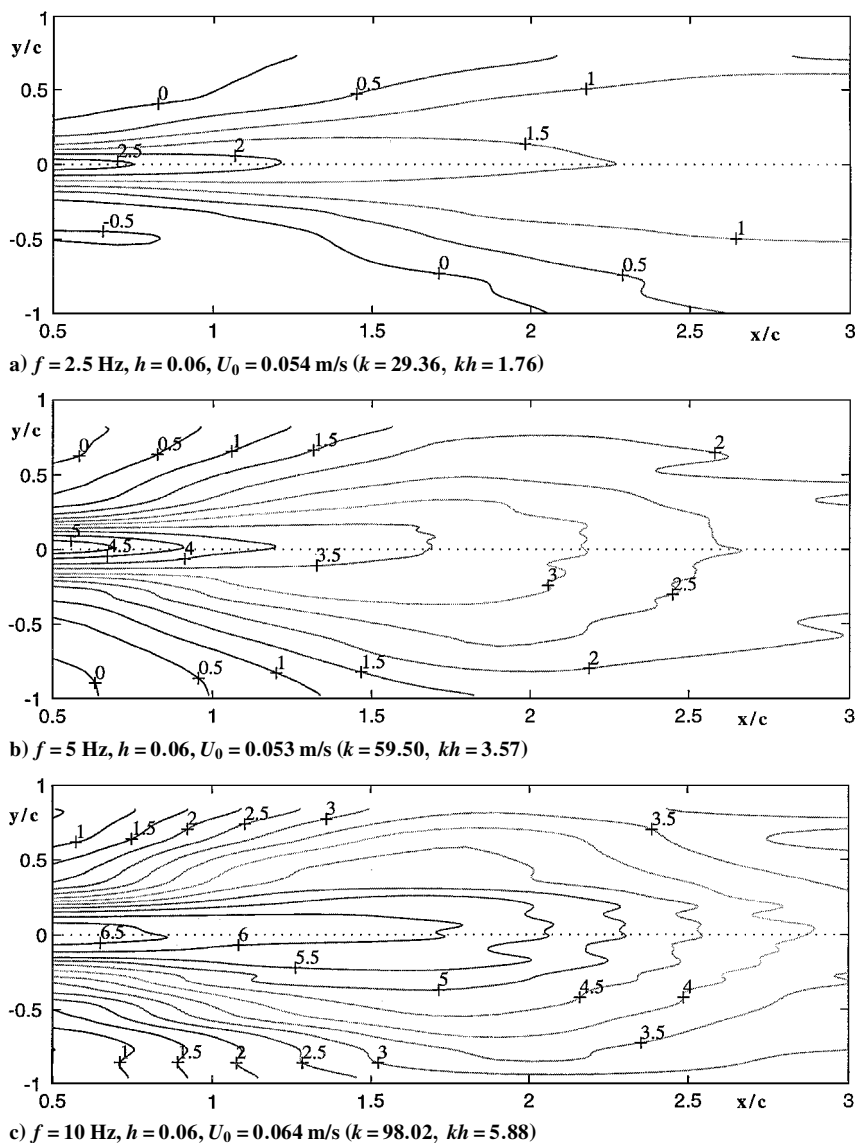 1
y/c
0.5
0
-0.5
-1
0 0.5 1
1.5
2.5 2
-0.5
0 0.5 1
0.5 1 1.5 2 2.5 3
x/c
a) f = 2.5 Hz, h = 0.06, U0 = 0.054 m/s (k = 29.36, kh = 1.76)
1
y/c
0.5
0
-0.5
-1
0 0.5 1 1.5 2
5 4.5 4 3.5 3 2.5
0 0.5 1 1.5 2
0.5 1 1.5 2 2.5 3
x/c
b) f = 5 Hz, h = 0.06, U0 = 0.053 m/s (k = 59.50, kh = 3.57)
1
y/c
0.5
0
-0.5
-1
1 1.5 2 2.5 3 3.5
6.5 6 5.5 5 4.5 4
1 1.5 2 2.5 3 3.5
0.5 1 1.5 2 2.5 3
x/c
c) f = 10 Hz, h = 0.06, U0 = 0.064 m/s (k = 98.02, kh = 5.88)